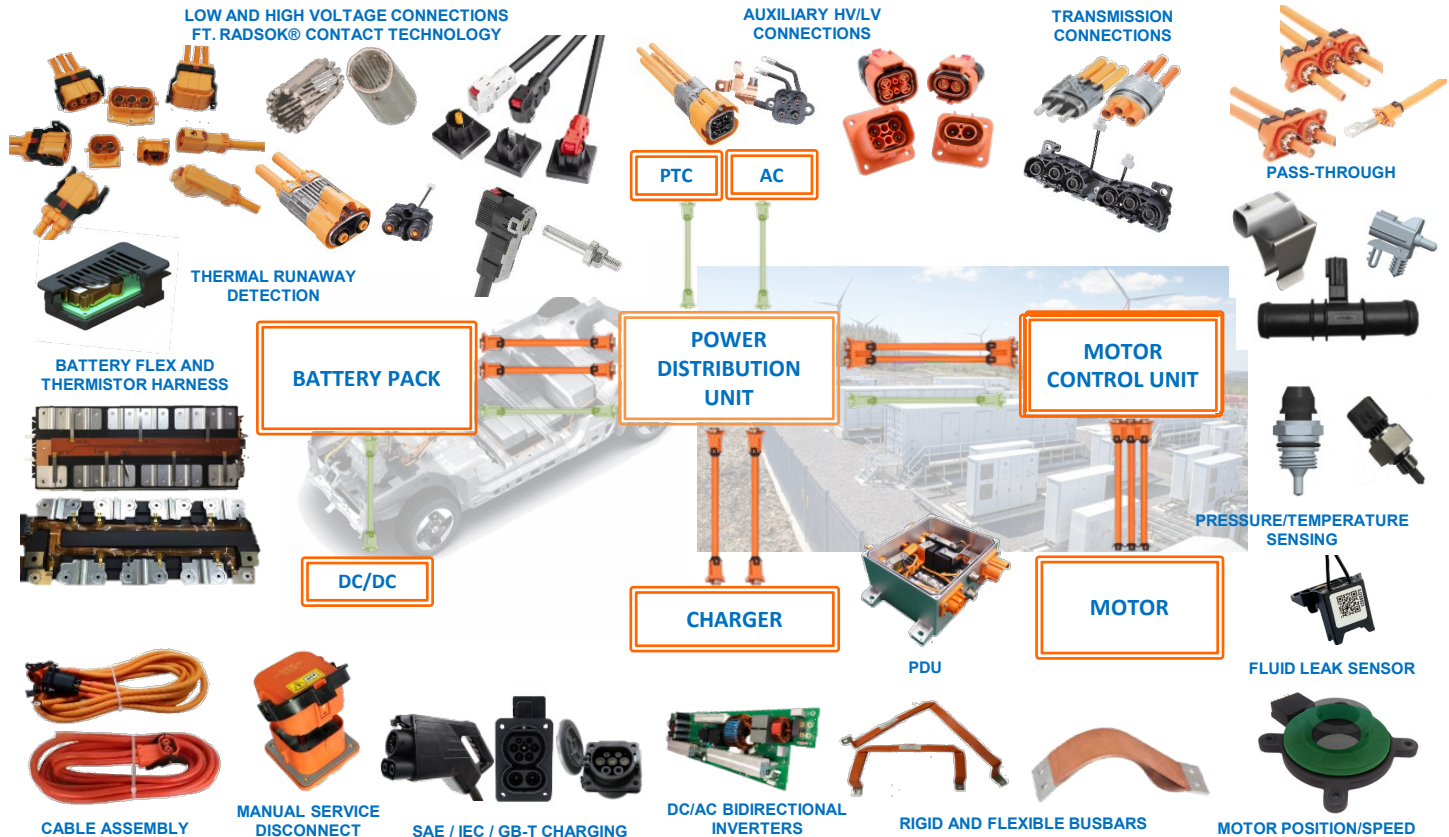 LOW AND HIGH VOLTAGE CONNECTIONS
FT. RADSOK® CONTACT TECHNOLOGY
AUXILIARY HV/LV
CONNECTIONS
TRANSMISSION
CONNECTIONS
PTC
AC
PASS-THROUGH
THERMAL RUNAWAY
DETECTION
BATTERY FLEX AND
THERMISTOR HARNESS
BATTERY PACK
POWER
DISTRIBUTION
UNIT
MOTOR
CONTROL UNIT
PRESSURE/TEMPERATURE
SENSING
DC/DC
CHARGER
MOTOR
PDU
FLUID LEAK SENSOR
CABLE ASSEMBLY
MANUAL SERVICE
DISCONNECT
SAE / IEC / GB-T CHARGING
DC/AC BIDIRECTIONAL
INVERTERS
RIGID AND FLEXIBLE BUSBARS
MOTOR POSITION/SPEED